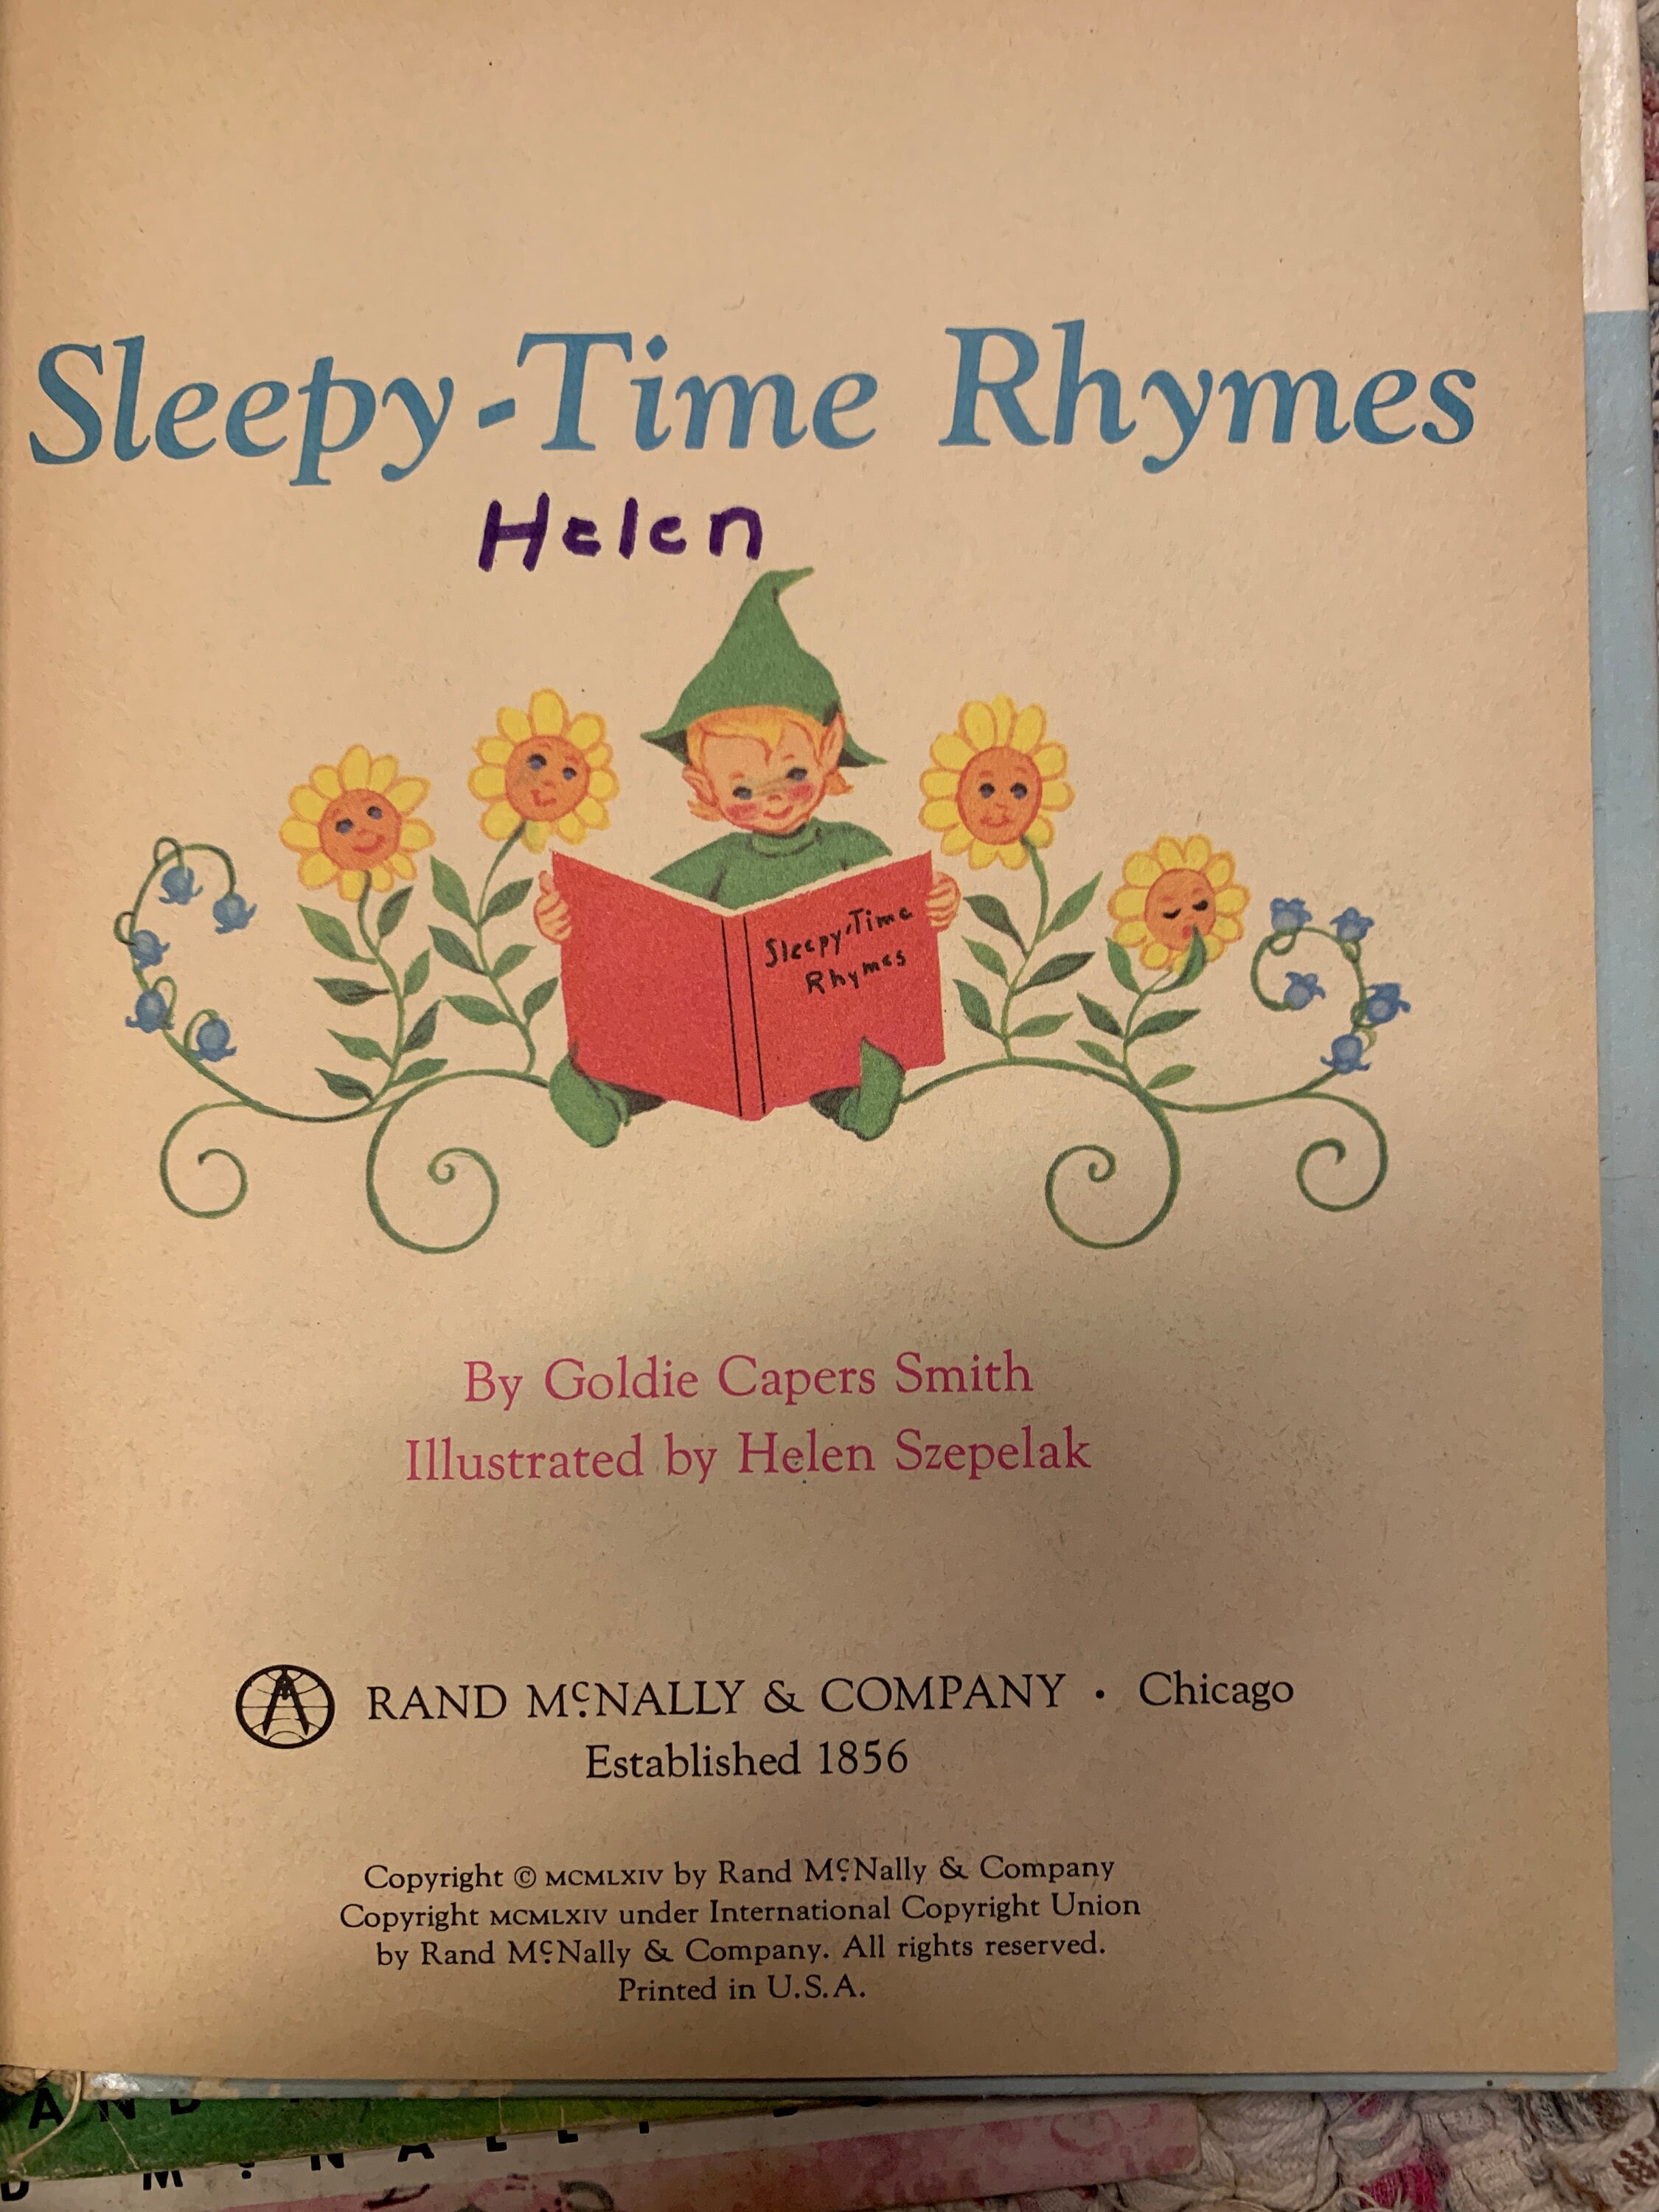 Sleepy-Time Rhymes
Helen
Sleepy-Time
Rhymes
By Goldie Capers Smith
Illustrated by Helen Szepelak
RAND McNALLY & COMPANY · Chicago
Established 1856
Copyright © MCMLXIV by Rand McNally & Company
Copyright MCMLXIV under International Copyright Union
by Rand McNally & Company. All rights reserved.
Printed in U.S.A.